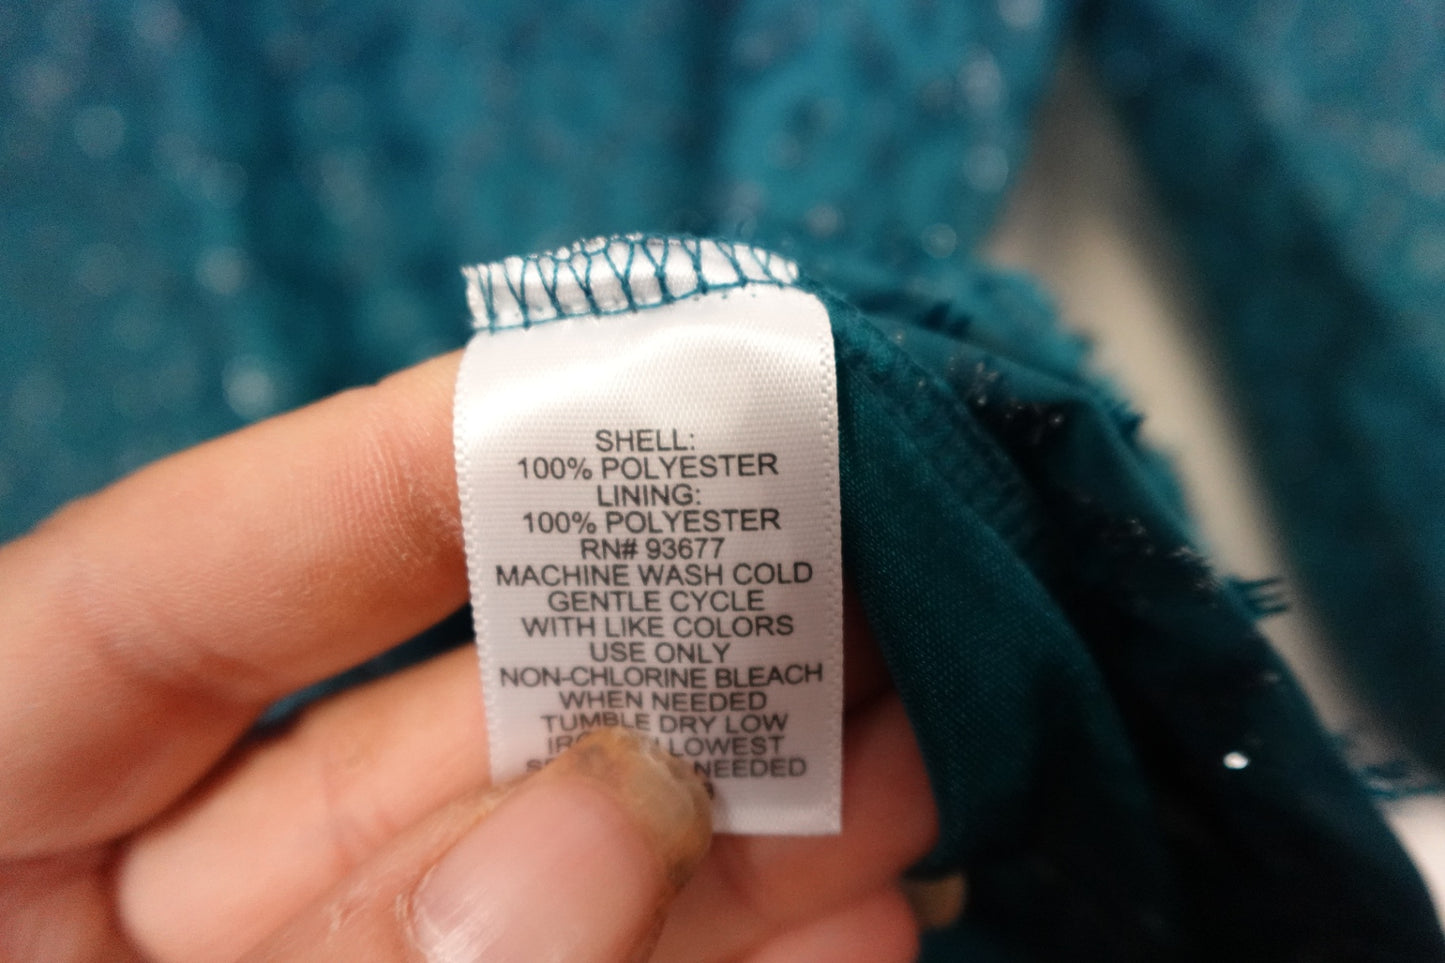 SHELL:
100% POLYESTER
LINING:
100% POLYESTER
RN# 93677
MACHINE WASH COLD
GENTLE CYCLE
WITH LIKE COLORS
USE ONLY
NON-CHLORINE BLEACH
WHEN NEEDED
TUMBLE DRY LOW
LOWEST
NEEDED